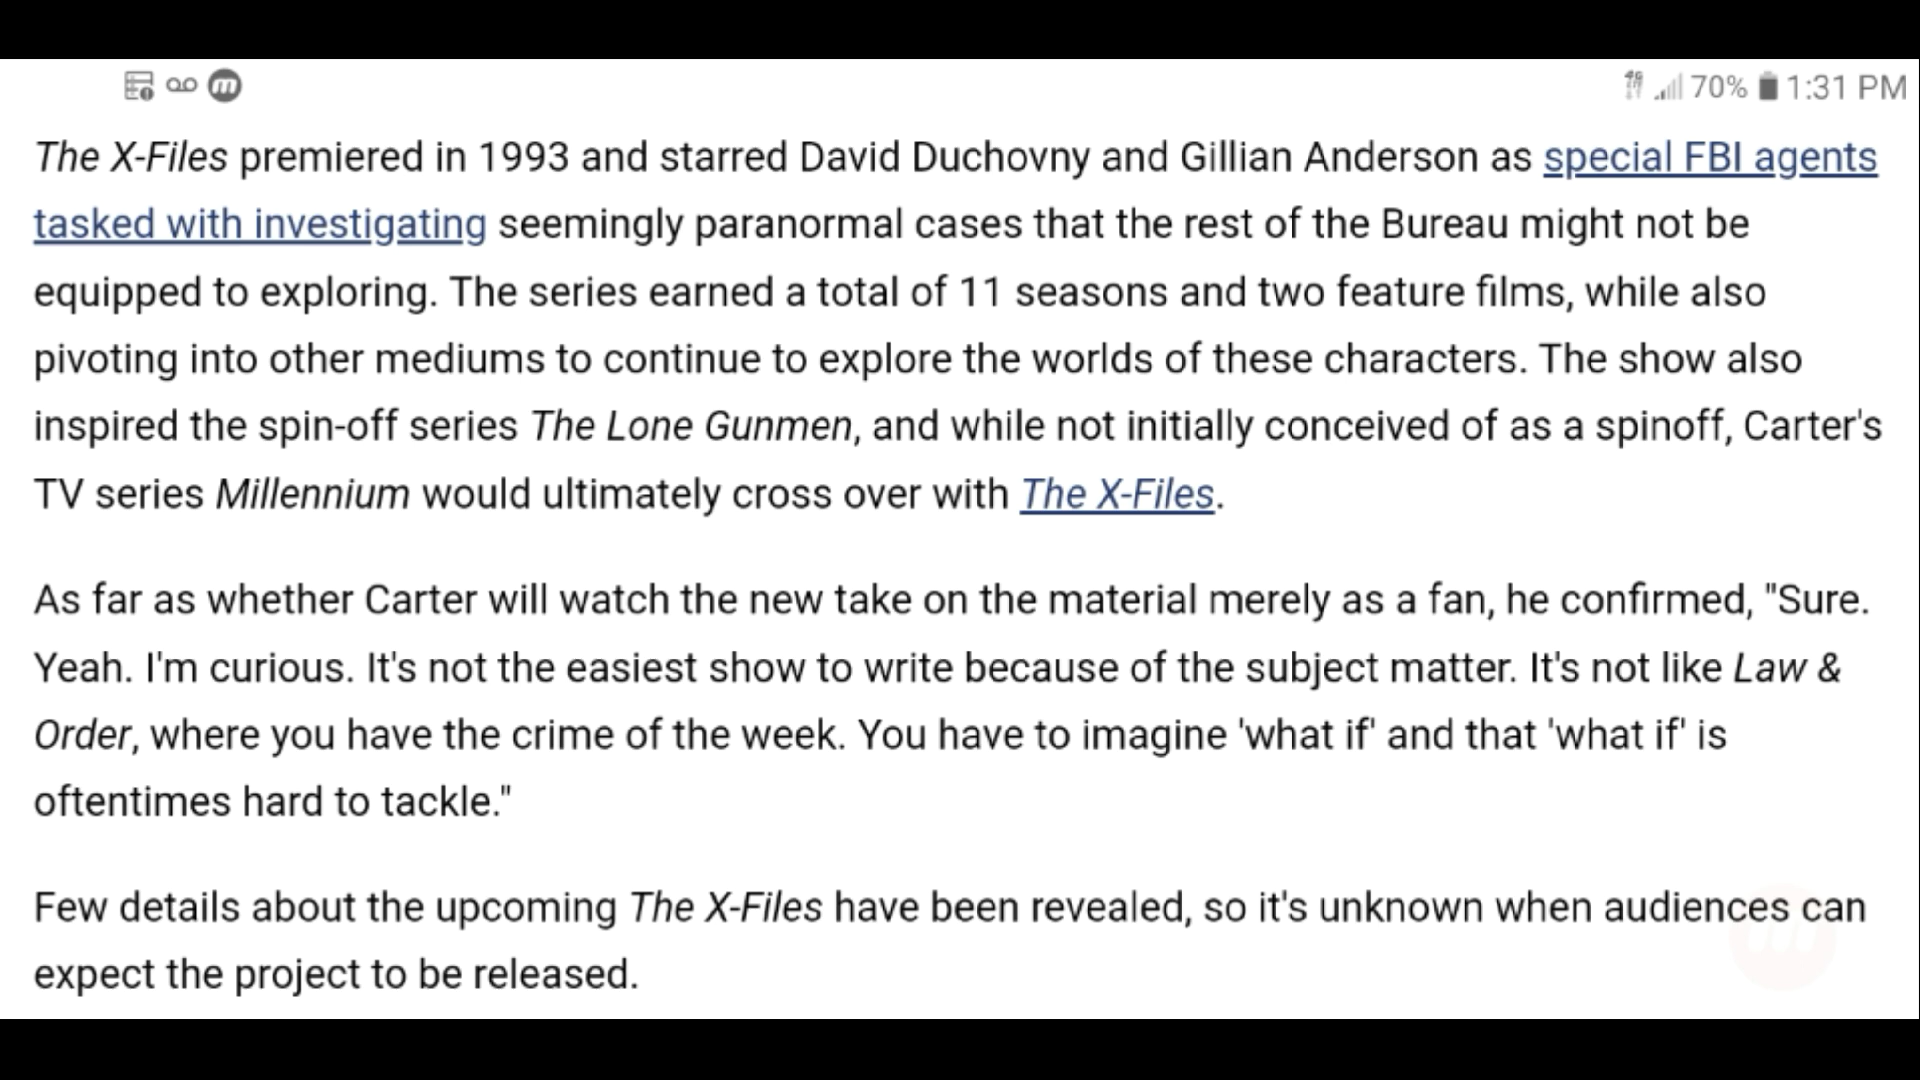 70% 1:31 PM
The X-Files premiered in 1993 and starred David Duchovny and Gillian Anderson as special FBI agents
tasked with investigating seemingly paranormal cases that the rest of the Bureau might not be
equipped to exploring. The series earned a total of 11 seasons and two feature films, while also
pivoting into other mediums to continue to explore the worlds of these characters. The show also
inspired the spin-off series The Lone Gunmen, and while not initially conceived of as a spinoff, Carter's
TV series Millennium would ultimately cross over with The X-Files.
As far as whether Carter will watch the new take on the material merely as a fan, he confirmed, "Sure.
Yeah. I'm curious. It's not the easiest show to write because of the subject matter. It's not like Law &
Order, where you have the crime of the week. You have to imagine 'what if' and that 'what if' is
oftentimes hard to tackle."
Few details about the upcoming The X-Files have been revealed, so it's unknown when audiences can
expect the project to be released.